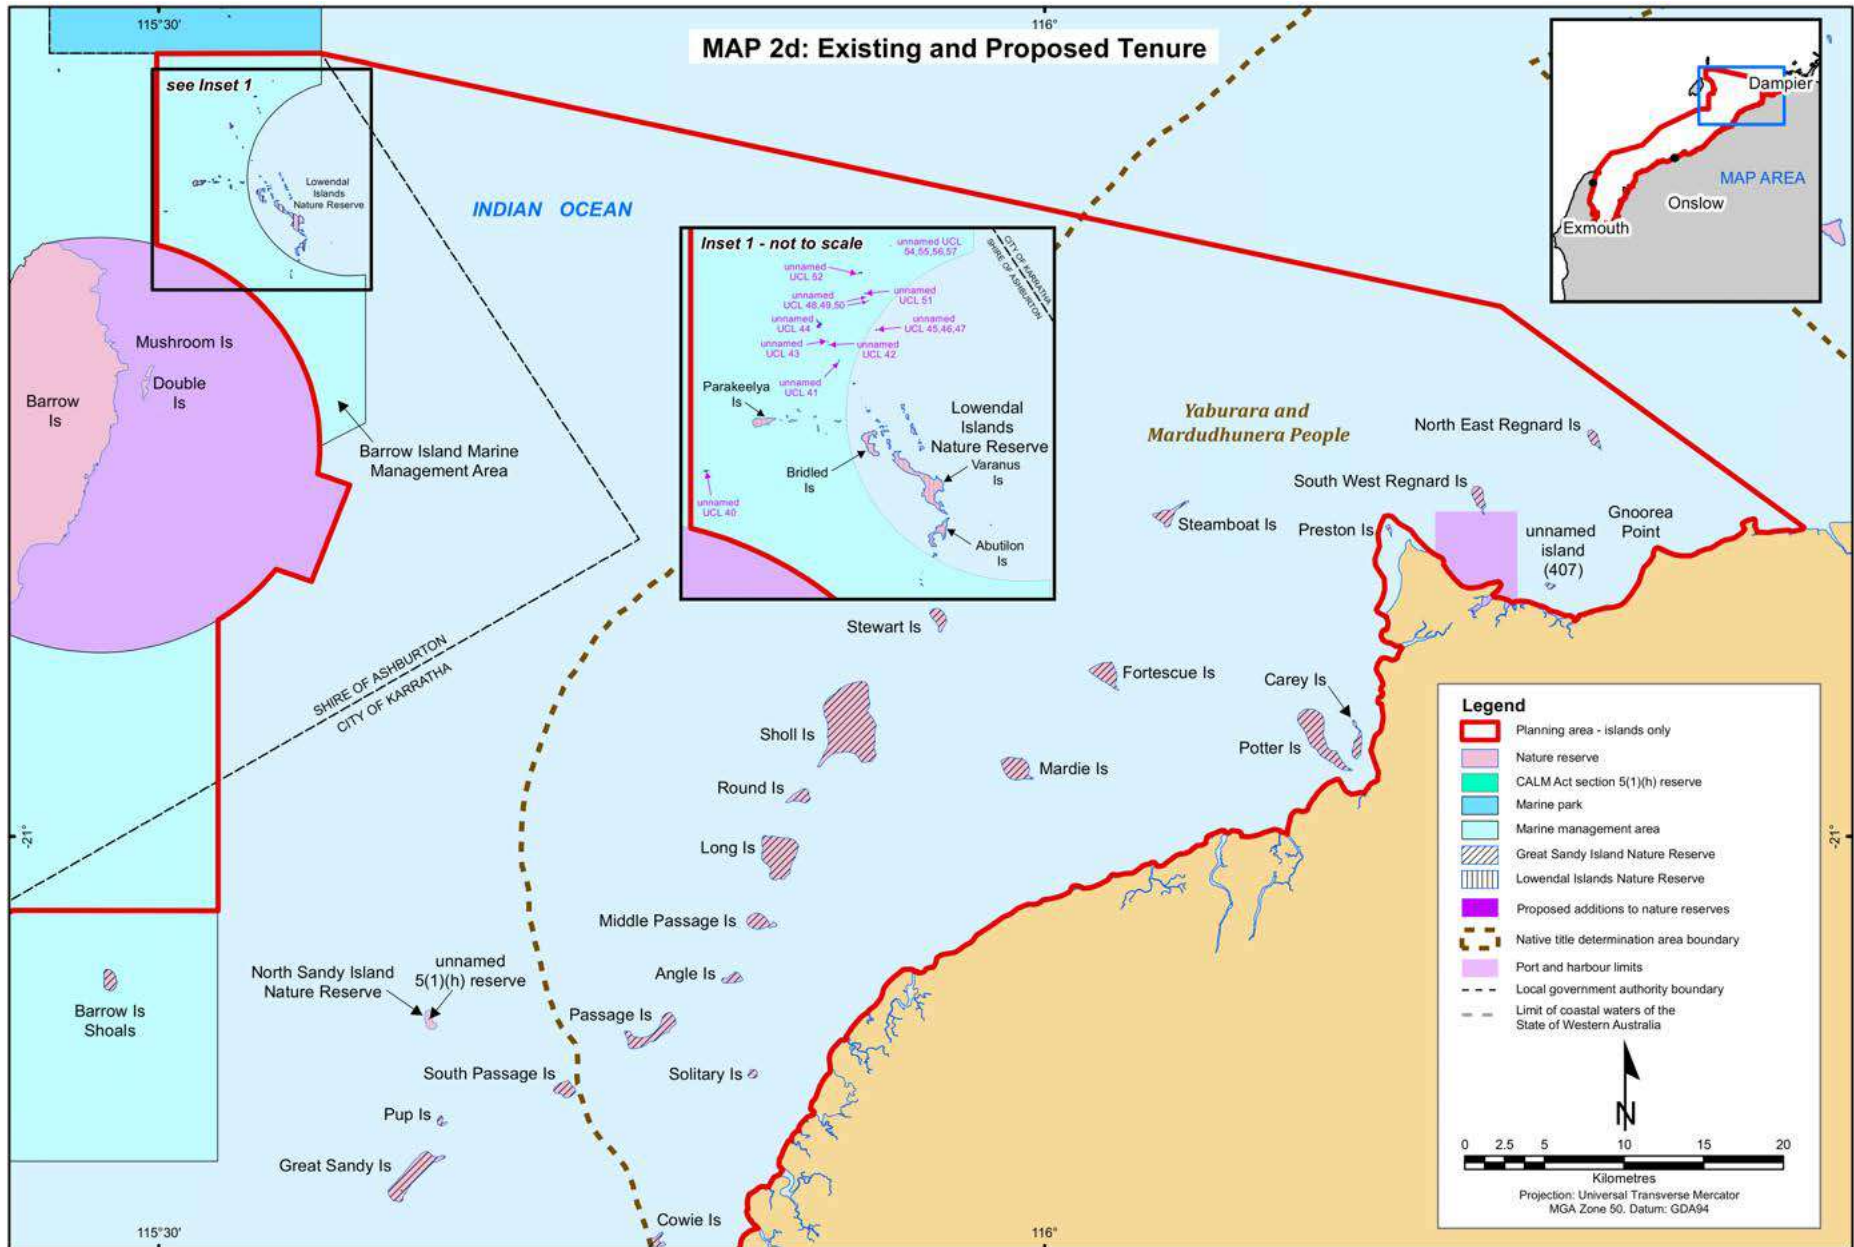 115°30'
116°
MAP 2d: Existing and Proposed Tenure
see Inset 1
Lowendal
Islands
Nature Reserve
INDIAN OCEAN
Dampier
MAP AREA
Onslow
Exmouth
Inset 1 - not to scale
unnamed UCL
54,55,56,57
CITY OF KARRATHA
SHIRE OF ASHBURTON
unnamed
UCL 52
unnamed
UCL 48,49,50
unnamed
UCL 51
unnamed
UCL 44
unnamed
UCL 45,46,47
unnamed
UCL 43
unnamed
UCL 42
unnamed
UCL 41
Parakeelya
Is
Lowendal
Islands
Nature Reserve
Bridled
Is
Varanus
Is
unnamed
UCL 40
Abutilon
Is
Mushroom Is
Double
Is
Barrow
Is
Barrow Island Marine
Management Area
Yaburara and
Mardudhunera People
North East Regnard Is
South West Regnard Is
Steamboat Is
Preston Is
Gnoorea
Point
unnamed
island
(407)
Stewart Is
Fortescue Is
Carey Is
SHIRE OF ASHBURTON
CITY OF KARRATHA
Sholl Is
Potter Is
Mardie Is
Round Is
-21°
-21°
Long Is
Middle Passage Is
Angle Is
North Sandy Island
Nature Reserve
unnamed
5(1)(h) reserve
Barrow Is
Shoals
Passage Is
South Passage Is
Solitary Is
Pup Is
Great Sandy Is
Cowie Is
115°30'
116°
Legend
Planning area - islands only
Nature reserve
CALM Act section 5(1)(h) reserve
Marine park
Marine management area
Great Sandy Island Nature Reserve
Lowendal Islands Nature Reserve
Proposed additions to nature reserves
Native title determination area boundary
Port and harbour limits
Local government authority boundary
Limit of coastal waters of the
State of Western Australia
N
0 2.5 5 10 15 20
Kilometres
Projection: Universal Transverse Mercator
MGA Zone 50. Datum: GDA94